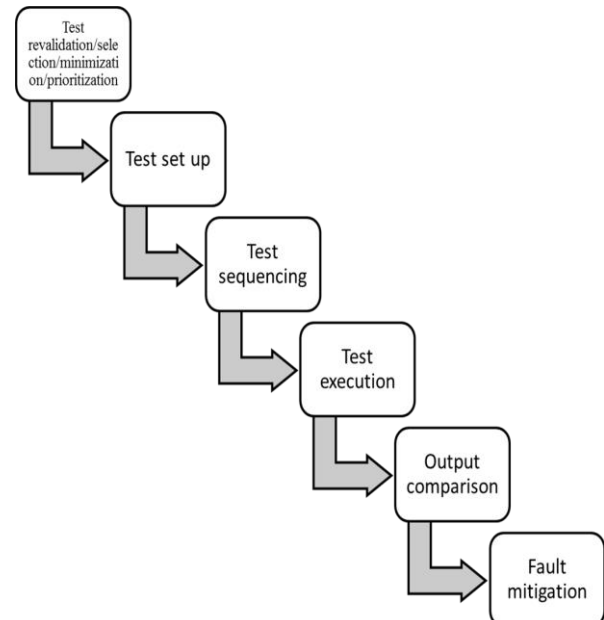 Test
revalidation/sele
ction/minimizati
on/prioritization
Test set up
Test
sequencing
Test
execution
Output
comparison
Fault
mitigation